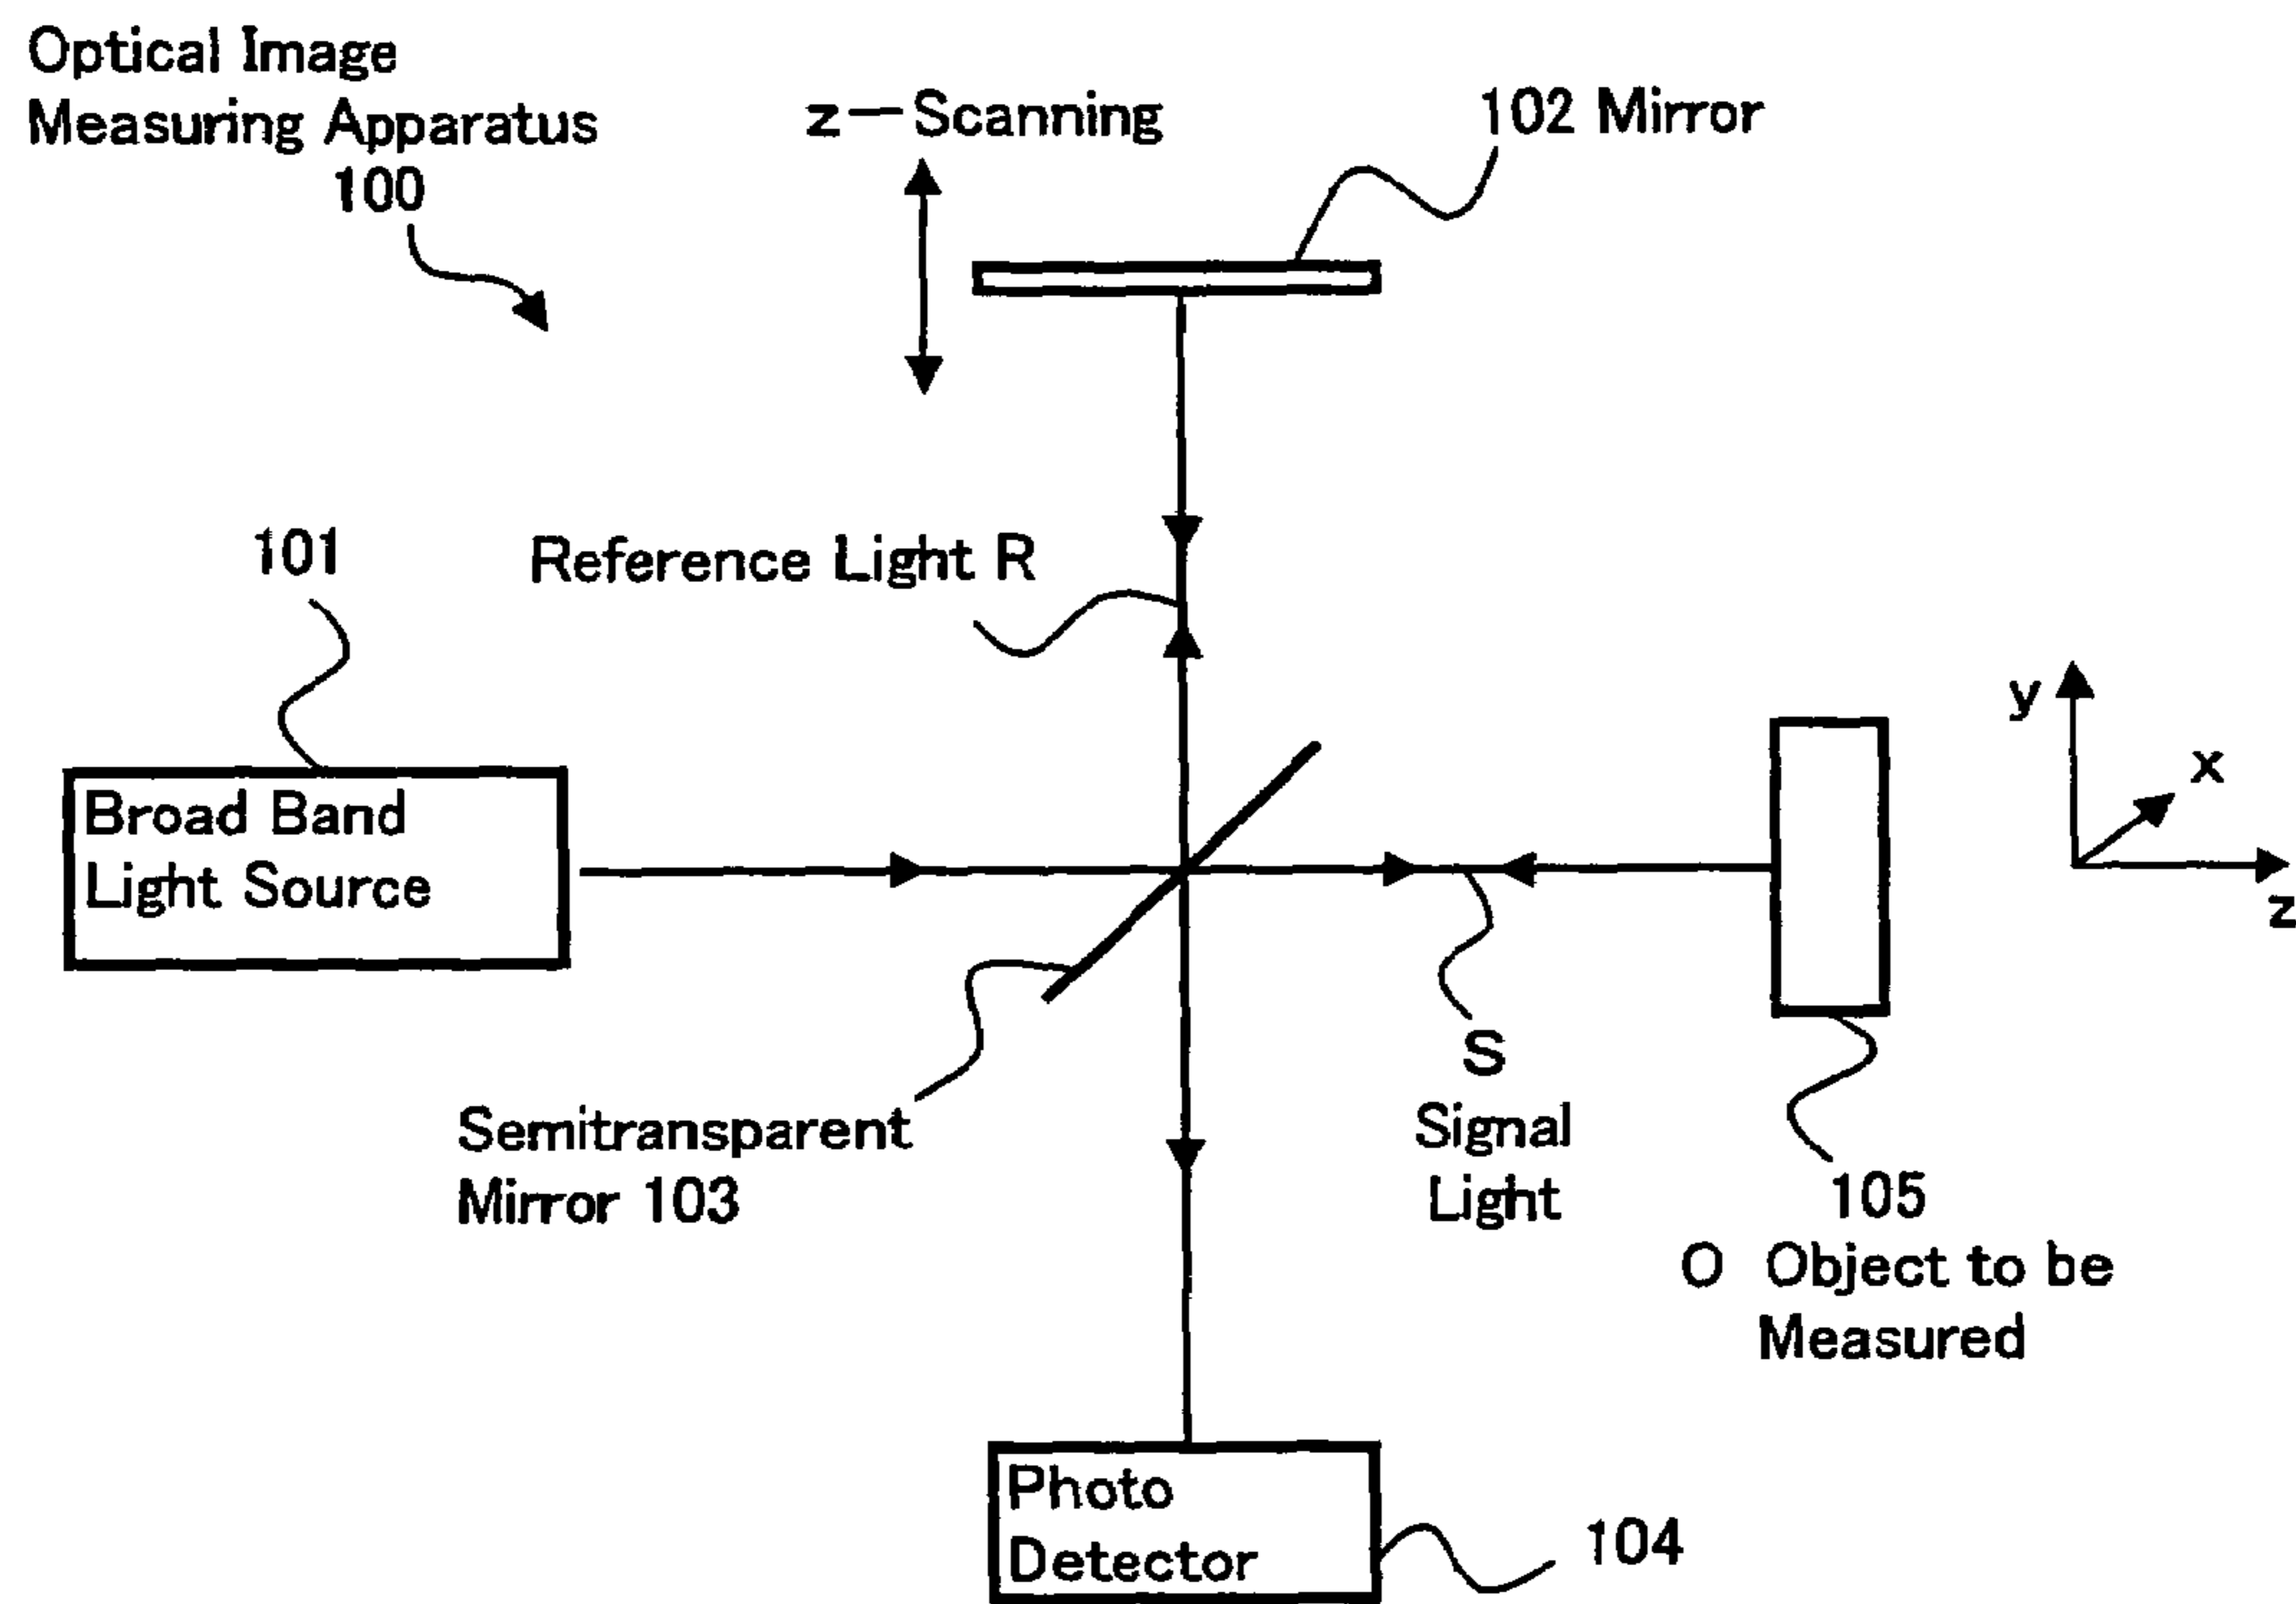 Optical Image
Measuring Apparatus
100
z—Scanning
102 Mirror
101
Reference Light R
Broad Band
Light Source
y
x
z
Semitransparent
Mirror 103
S
Signal
Light
105
O Object to be
Measured
Photo
Detector
104